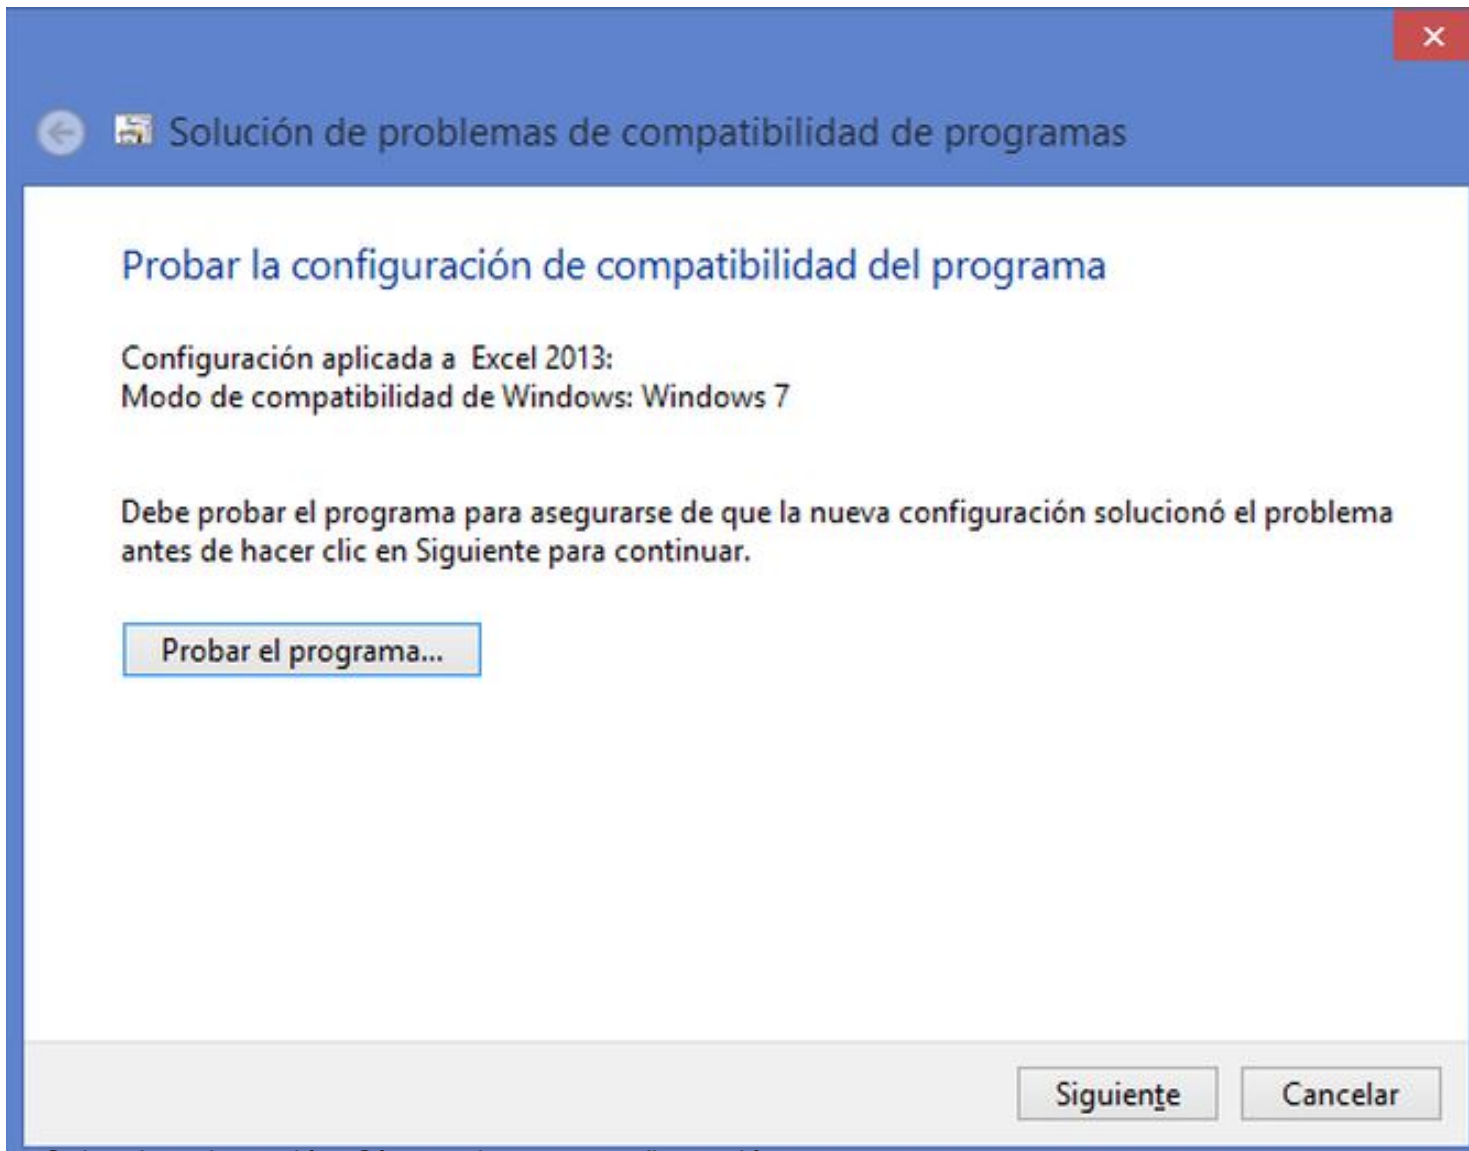 Solución de problemas de compatibilidad de programas
Probar la configuración de compatibilidad del programa
Configuración aplicada a Excel 2013:
Modo de compatibilidad de Windows: Windows 7
Debe probar el programa para asegurarse de que la nueva configuración solucionó el problema
antes de hacer clic en Siguiente para continuar.
Probar el programa...
Siguiente
Cancelar